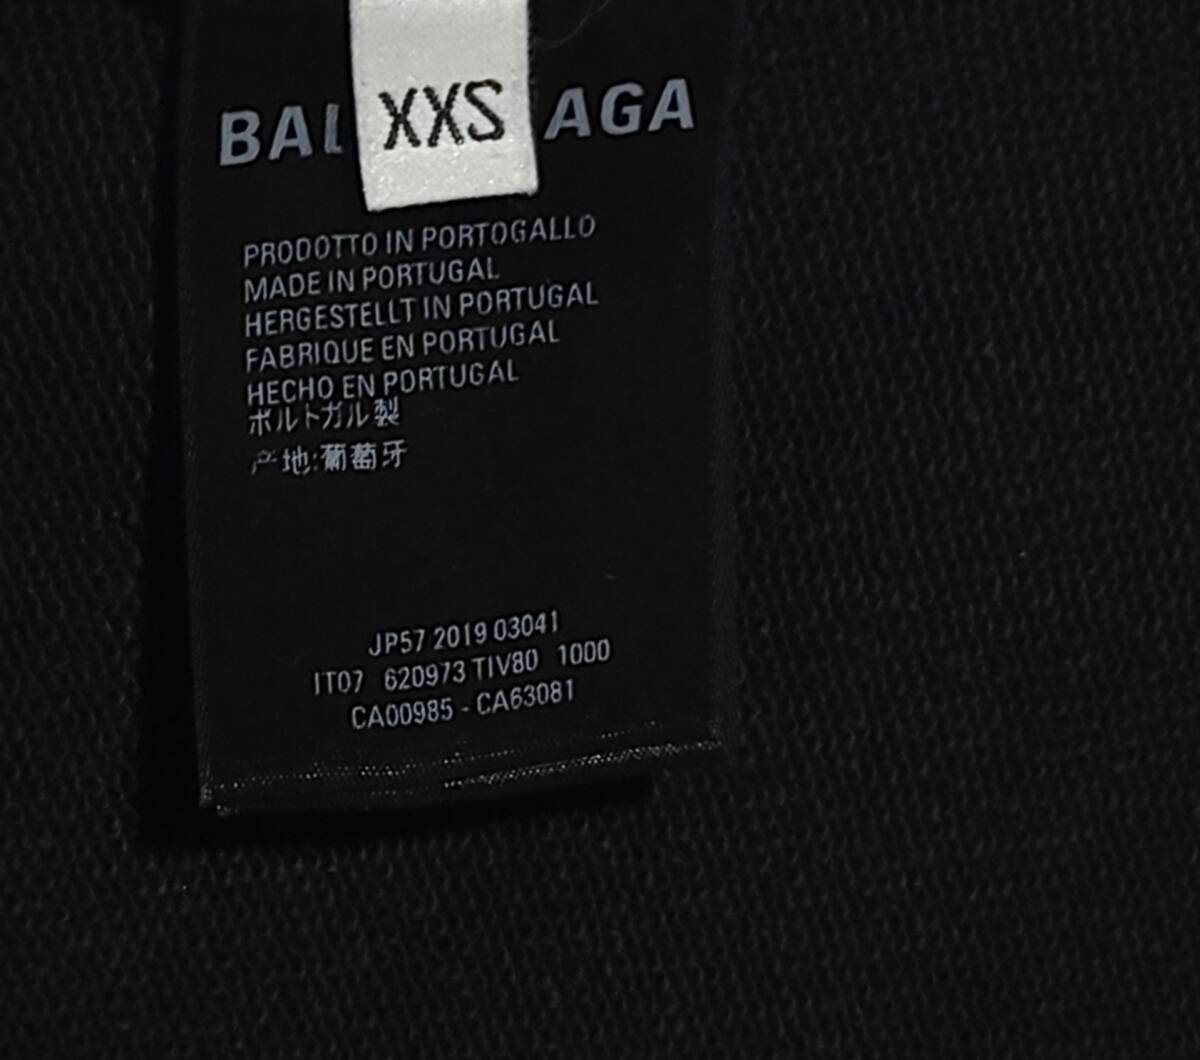 BAL XXS AGA
PRODOTTO IN PORTOGALLO
MADE IN PORTUGAL
HERGESTELLT IN PORTUGAL
FABRIQUE EN PORTUGAL
HECHO EN PORTUGAL
ポルトガル製
产地:葡萄牙
JP57 2019 03041
IT07 620973 TIV80 1000
CA00985 - CA63081